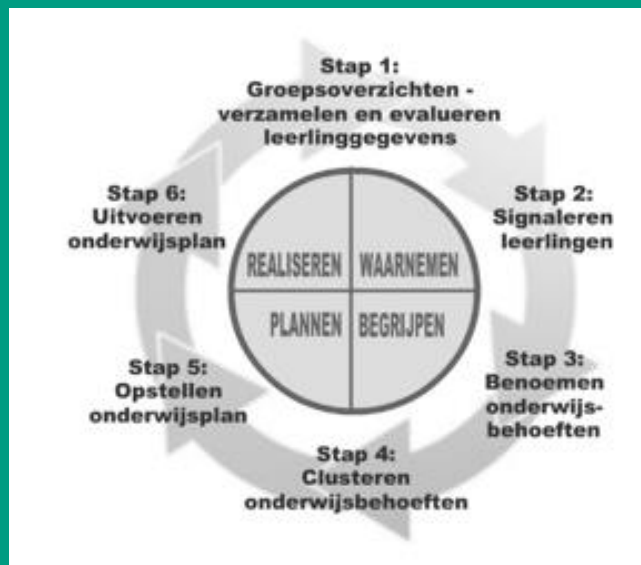 Stap 1:
Groepsoverzichten -
verzamelen en evalueren
leerlinggegevens
Stap 2:
Signaleren
leerlingen
Stap 3:
Benoemen
onderwijs-
behoeften
Stap 4:
Clusteren
onderwijsbehoeften
Stap 5:
Opstellen
onderwijsplan
Stap 6:
Uitvoeren
onderwijsplan
REALISEREN
WAARNEMEN
PLANNEN
BEGRIJPEN